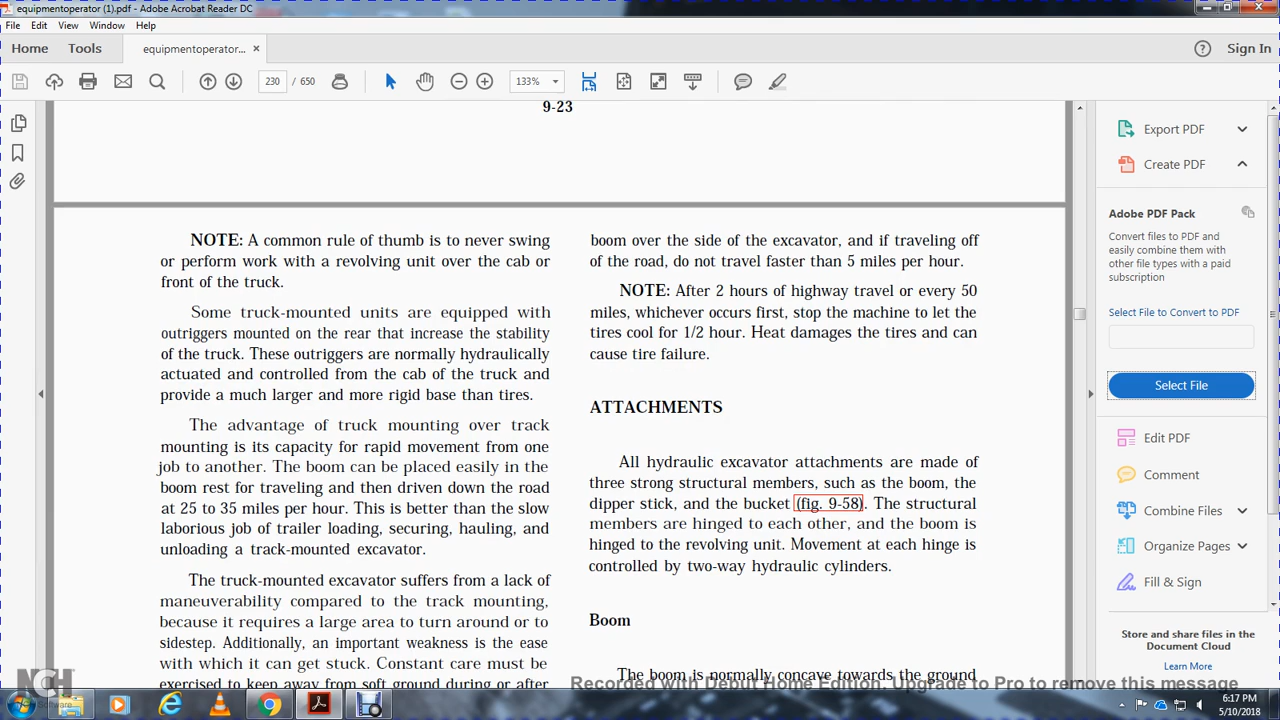 equipmentoperator (1).pdf - Adobe Acrobat Reader DC
File Edit View Window Help
Home Tools equipmentoperator... × Sign In
230 / 650 133%
9-23
NOTE: A common rule of thumb is to never swing
or perform work with a revolving unit over the cab or
front of the truck.
Some truck-mounted units are equipped with
outriggers mounted on the rear that increase the stability
of the truck. These outriggers are normally hydraulically
actuated and controlled from the cab of the truck and
provide a much larger and more rigid base than tires.
The advantage of truck mounting over track
mounting is its capacity for rapid movement from one
job to another. The boom can be placed easily in the
boom rest for traveling and then driven down the road
at 25 to 35 miles per hour. This is better than the slow
laborious job of trailer loading, securing, hauling, and
unloading a track-mounted excavator.
The truck-mounted excavator suffers from a lack of
maneuverability compared to the track mounting,
because it requires a large area to turn around or to
sidestep. Additionally, an important weakness is the ease
with which it can get stuck. Constant care must be
exercised to keep away from soft ground during or after
boom over the side of the excavator, and if traveling off
of the road, do not travel faster than 5 miles per hour.
NOTE: After 2 hours of highway travel or every 50
miles, whichever occurs first, stop the machine to let the
tires cool for 1/2 hour. Heat damages the tires and can
cause tire failure.
ATTACHMENTS
All hydraulic excavator attachments are made of
three strong structural members, such as the boom, the
dipper stick, and the bucket (fig. 9-58). The structural
members are hinged to each other, and the boom is
hinged to the revolving unit. Movement at each hinge is
controlled by two-way hydraulic cylinders.
Boom
The boom is normally concave towards the ground
Export PDF
Create PDF
Adobe PDF Pack
Convert files to PDF and
easily combine them with
other file types with a paid
subscription
Select File to Convert to PDF
Select File
Edit PDF
Comment
Combine Files
Organize Pages
Fill & Sign
Store and share files in the
Document Cloud
Learn More
NCH Software
Recorded with Debut Home Edition. Upgrade to Pro to remove this message
6:17 PM
5/10/2018